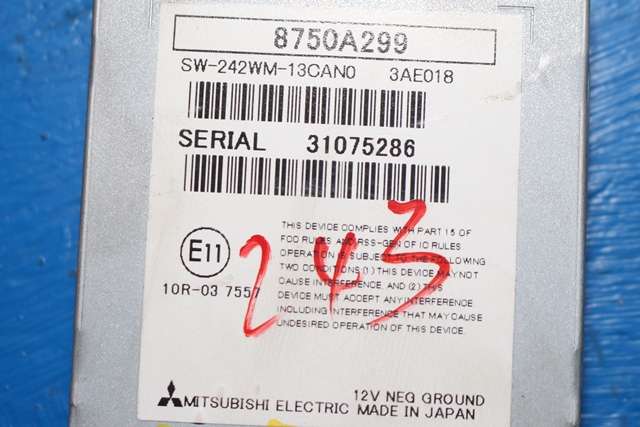 8750A299
SW-242WM-13CAN0 3AE018
SERIAL 31075286
THIS DEVICE COMPLIES WITH PART 15 OF
FCC RULES AND RSS-GEN OF IC RULES
OPERATION IS SUBJECT TO THE FOLLOWING
TWO CONDITIONS (1) THIS DEVICE MAY NOT
CAUSE INTERFERENCE AND (2) THIS
DEVICE MUST ACCEPT ANY INTERFERENCE
INCLUDING INTERFERENCE THAT MAY CAUSE
UNDESIRED OPERATION OF THIS DEVICE.
E11
10R-03 7557
243
12V NEG GROUND
MITSUBISHI ELECTRIC MADE IN JAPAN